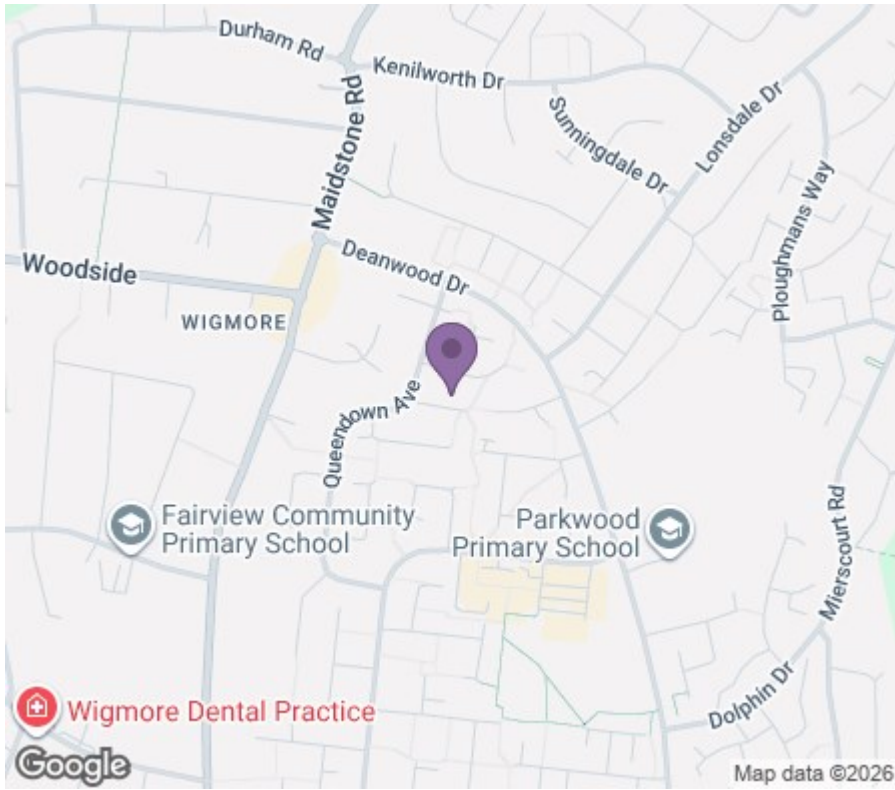 Durham Rd
Kenilworth Dr
Maidstone Rd
Sunningdale Dr
Lonsdale Dr
Ploughmans Way
Deanwood Dr
Woodside
WIGMORE
Queendown Ave
Fairview Community
Primary School
Parkwood
Primary School
Mierscourt Rd
Dolphin Dr
Wigmore Dental Practice
Google
Map data ©2026